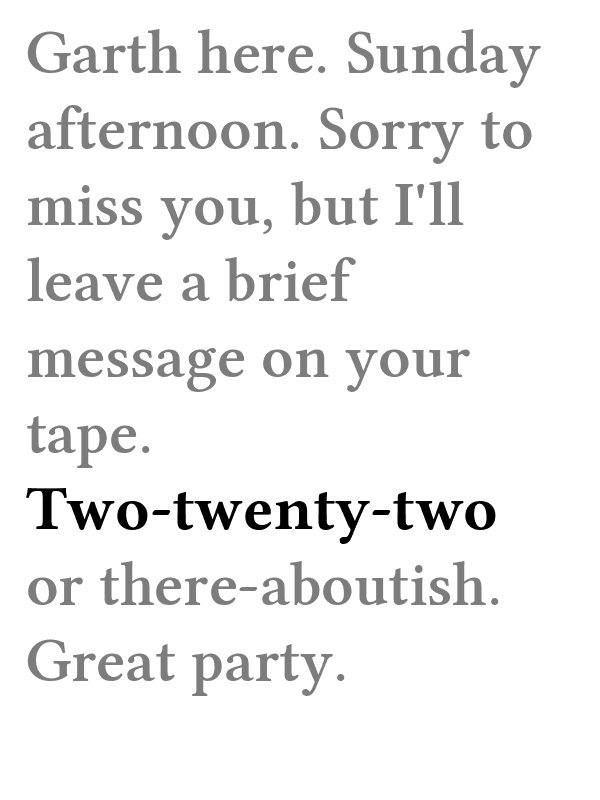 Garth here. Sunday
afternoon. Sorry to
miss you, but I'll
leave a brief
message on your
tape.
Two-twenty-two
or there-aboutish.
Great party.